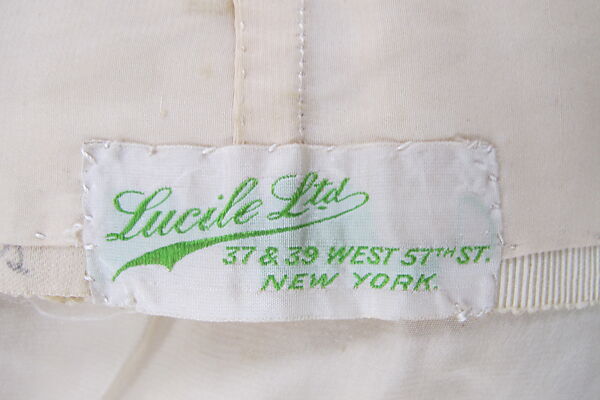 Lucile Ltd
37 & 39 WEST 57TH ST.
NEW YORK.